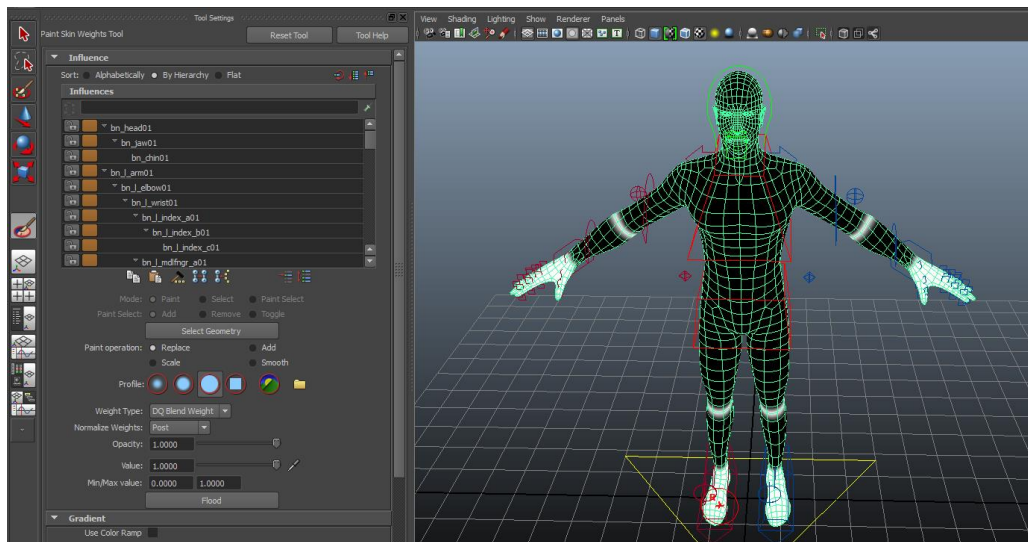 Tool Settings
View Shading Lighting Show Renderer Panels
Paint Skin Weights Tool Reset Tool Tool Help
Influence
Sort: Alphabetically By Hierarchy Flat
Influences
bn_head01
bn_jaw01
bn_chin01
bn_l_arm01
bn_l_elbow01
bn_l_wrist01
bn_l_index_a01
bn_l_index_b01
bn_l_index_c01
bn_l_mdlfngr_a01
Mode: Paint Select Paint Select
Paint Select: Add Remove Toggle
Select Geometry
Paint operation: Replace Add
Scale Smooth
Profile:
Weight Type: DQ Blend Weight
Normalize Weights: Post
Opacity: 1.0000
Value: 1.0000
Min/Max value: 0.0000 1.0000
Flood
Gradient
Use Color Ramp